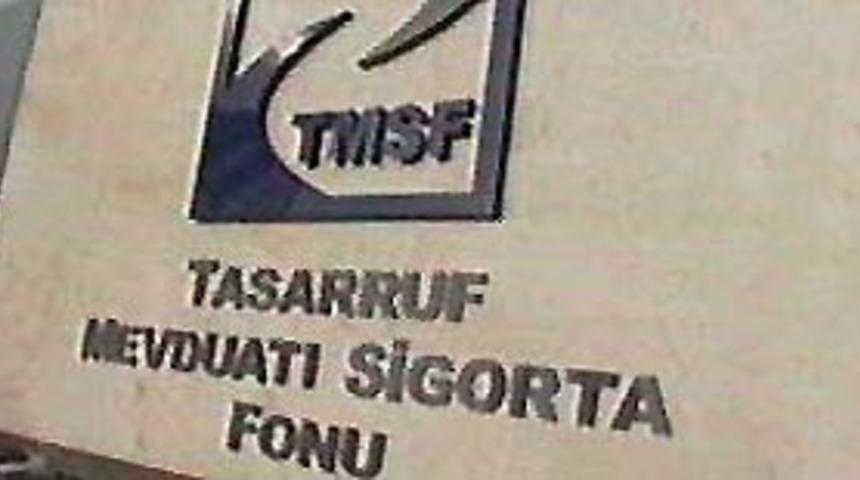 TMSF
TASARRUF
MEVDUATI SİGORTA
FONU